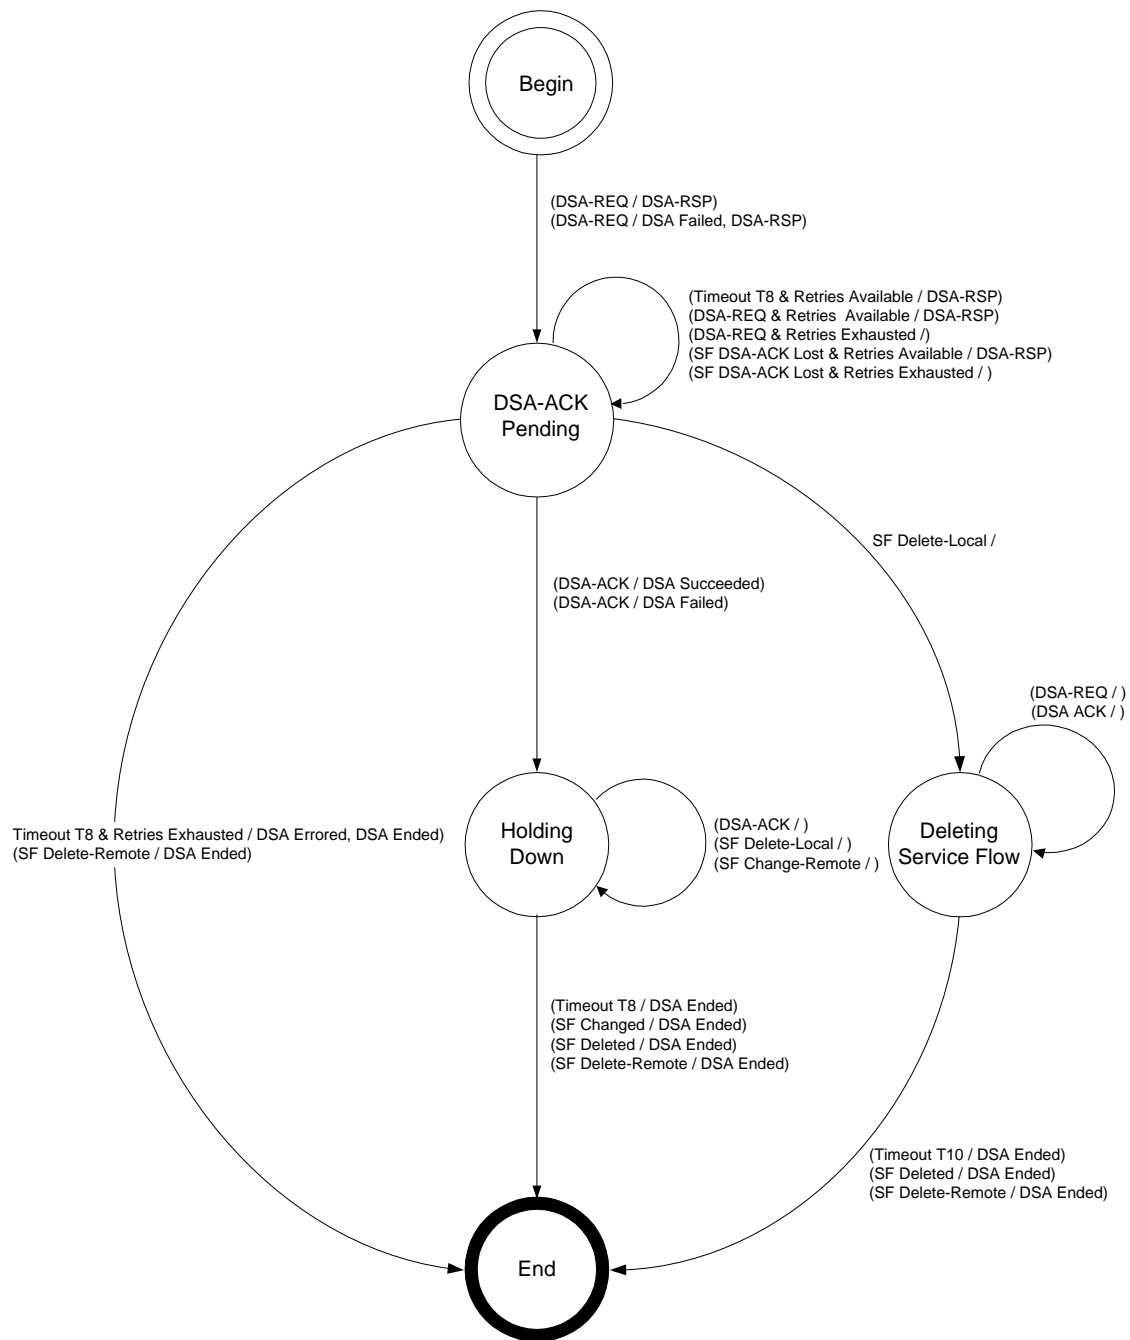 Begin
(DSA-REQ / DSA-RSP)
(DSA-REQ / DSA Failed, DSA-RSP)
(Timeout T8 & Retries Available / DSA-RSP)
(DSA-REQ & Retries  Available / DSA-RSP)
(DSA-REQ & Retries Exhausted /)
(SF DSA-ACK Lost & Retries Available / DSA-RSP)
(SF DSA-ACK Lost & Retries Exhausted / )
DSA-ACK
Pending
SF Delete-Local /
(DSA-ACK / DSA Succeeded)
(DSA-ACK / DSA Failed)
(DSA-REQ / )
(DSA ACK / )
Timeout T8 & Retries Exhausted / DSA Errored, DSA Ended)
(SF Delete-Remote / DSA Ended)
Holding
Down
(DSA-ACK / )
(SF Delete-Local / )
(SF Change-Remote / )
Deleting
Service Flow
(Timeout T8 / DSA Ended)
(SF Changed / DSA Ended)
(SF Deleted / DSA Ended)
(SF Delete-Remote / DSA Ended)
(Timeout T10 / DSA Ended)
(SF Deleted / DSA Ended)
(SF Delete-Remote / DSA Ended)
End